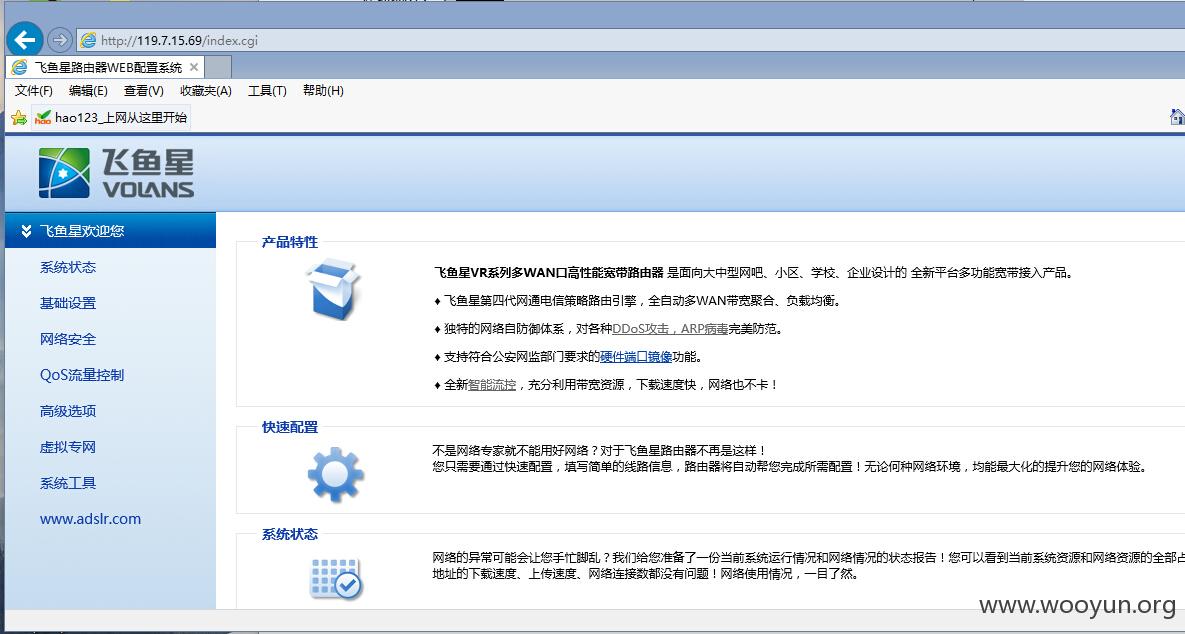 http://119.7.15.69/index.cgi
飞鱼星路由器WEB配置系统
文件(F) 编辑(E) 查看(V) 收藏夹(A) 工具(T) 帮助(H)
hao123_上网从这里开始
飞鱼星
VOLANS
飞鱼星欢迎您
系统状态
基础设置
网络安全
QoS流量控制
高级选项
虚拟专网
系统工具
www.adslr.com
产品特性
飞鱼星VR系列多WAN口高性能宽带路由器 是面向大中型网吧、小区、学校、企业设计的 全新平台多功能宽带接入产品。
♦ 飞鱼星第四代网通电信策略路由引擎，全自动多WAN带宽聚合、负载均衡。
♦ 独特的网络自防御体系，对各种DDoS攻击，ARP病毒完美防范。
♦ 支持符合公安网监部门要求的硬件端口镜像功能。
♦ 全新智能流控，充分利用带宽资源，下载速度快，网络也不卡！
快速配置
不是网络专家就不能用好网络？对于飞鱼星路由器不再是这样！
您只需要通过快速配置，填写简单的线路信息，路由器将自动帮您完成所需配置！无论何种网络环境，均能最大化的提升您的网络体验。
系统状态
网络的异常可能会让您手忙脚乱？我们给您准备了一份当前系统运行情况和网络情况的状态报告！您可以看到当前系统资源和网络资源的全部占
地址的下载速度、上传速度、网络连接数都没有问题！网络使用情况，一目了然。
www.wooyun.org